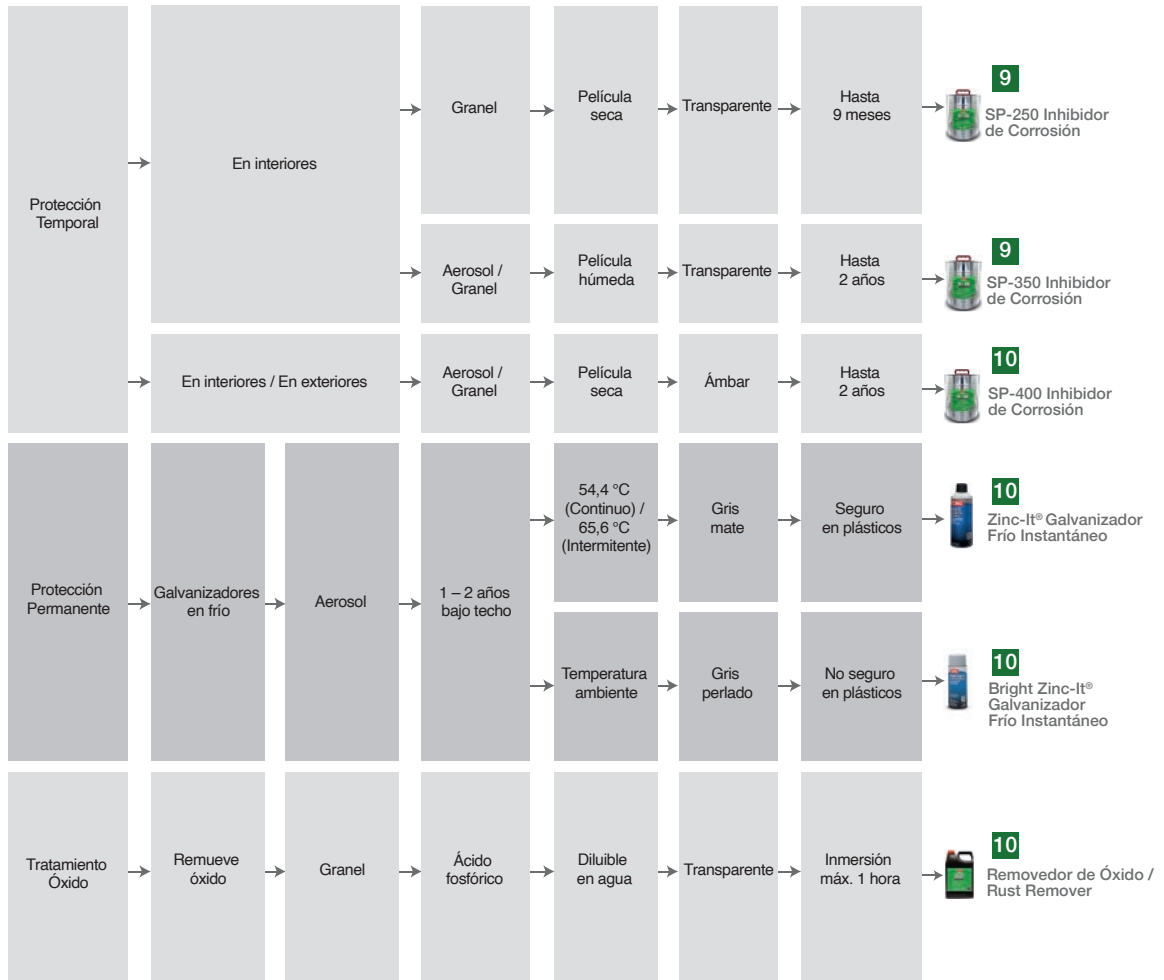 Protección
Temporal
En interiores
Granel
Película
seca
Transparente
Hasta
9 meses
9
SP-250 Inhibidor
de Corrosión
Aerosol /
Granel
Película
húmeda
Transparente
Hasta
2 años
9
SP-350 Inhibidor
de Corrosión
En interiores / En exteriores
Aerosol /
Granel
Película
seca
Ámbar
Hasta
2 años
10
SP-400 Inhibidor
de Corrosión
Protección
Permanente
Galvanizadores
en frío
Aerosol
1 – 2 años
bajo techo
54,4 °C
(Continuo) /
65,6 °C
(Intermitente)
Gris
mate
Seguro
en plásticos
10
Zinc-It® Galvanizador
Frío Instantáneo
Temperatura
ambiente
Gris
perlado
No seguro
en plásticos
10
Bright Zinc-It®
Galvanizador
Frío Instantáneo
Tratamiento
Óxido
Remueve
óxido
Granel
Ácido
fosfórico
Diluible
en agua
Transparente
Inmersión
máx. 1 hora
10
Removedor de Óxido /
Rust Remover